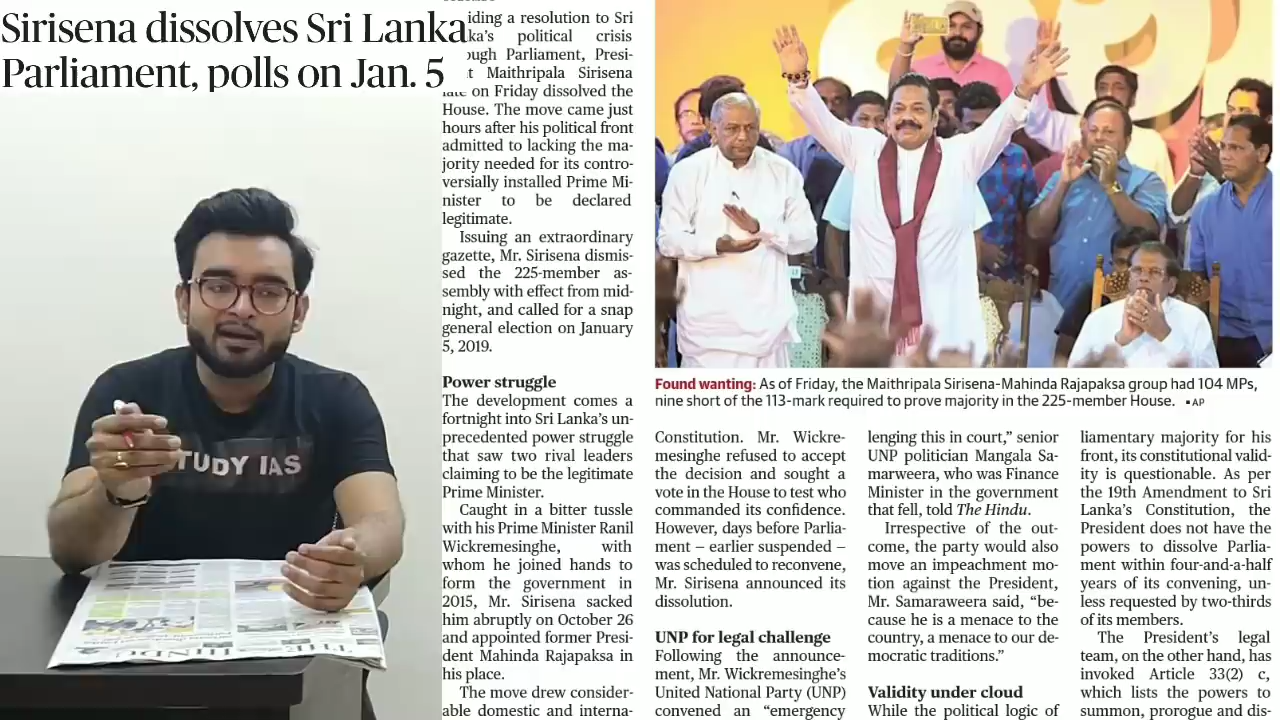 Sirisena dissolves Sri Lanka
Parliament, polls on Jan. 5
TUDY IAS
THE HINDU
iding a resolution to Sri
ka's political crisis
ough Parliament, Presi-
t Maithripala Sirisena
late on Friday dissolved the
House. The move came just
hours after his political front
admitted to lacking the ma-
jority needed for its contro-
versially installed Prime Mi-
nister to be declared
legitimate.
Issuing an extraordinary
gazette, Mr. Sirisena dismis-
sed the 225-member as-
sembly with effect from mid-
night, and called for a snap
general election on January
5, 2019.
Power struggle
The development comes a
fortnight into Sri Lanka's un-
precedented power struggle
that saw two rival leaders
claiming to be the legitimate
Prime Minister.
Caught in a bitter tussle
with his Prime Minister Ranil
Wickremesinghe, with
whom he joined hands to
form the government in
2015, Mr. Sirisena sacked
him abruptly on October 26
and appointed former Presi-
dent Mahinda Rajapaksa in
his place.
The move drew consider-
able domestic and interna-
Found wanting: As of Friday, the Maithripala Sirisena-Mahinda Rajapaksa group had 104 MPs,
nine short of the 113-mark required to prove majority in the 225-member House. ▪AP
Constitution. Mr. Wickre-
mesinghe refused to accept
the decision and sought a
vote in the House to test who
commanded its confidence.
However, days before Parlia-
ment – earlier suspended –
was scheduled to reconvene,
Mr. Sirisena announced its
dissolution.
UNP for legal challenge
Following the announce-
ment, Mr. Wickremesinghe's
United National Party (UNP)
convened an "emergency
lenging this in court," senior
UNP politician Mangala Sa-
marweera, who was Finance
Minister in the government
that fell, told The Hindu.
Irrespective of the out-
come, the party would also
move an impeachment mo-
tion against the President,
Mr. Samaraweera said, "be-
cause he is a menace to the
country, a menace to our de-
mocratic traditions."
Validity under cloud
While the political logic of
liamentary majority for his
front, its constitutional valid-
ity is questionable. As per
the 19th Amendment to Sri
Lanka's Constitution, the
President does not have the
powers to dissolve Parlia-
ment within four-and-a-half
years of its convening, un-
less requested by two-thirds
of its members.
The President's legal
team, on the other hand, has
invoked Article 33(2) c,
which lists the powers to
summon, prorogue and dis-